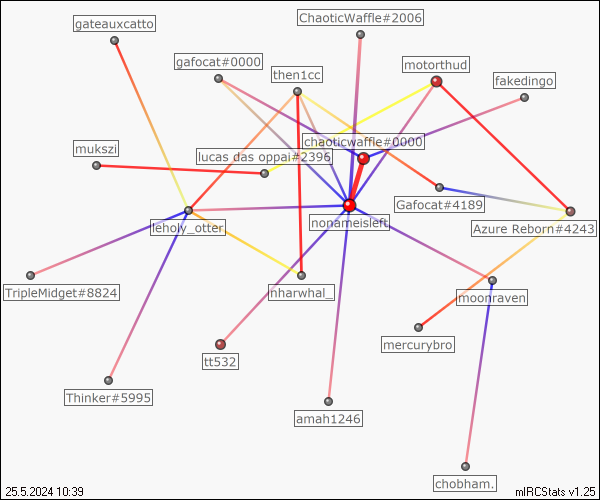 gateauxcatto
ChaoticWaffle#2006
gafocat#0000
then1cc
motorthud
fakedingo
chaoticwaffle#0000
mukszi
lucas das oppai#2396
Gafocat#4189
leholy_otter
nonameisleft
Azure Reborn#4243
TripleMidget#8824
nharwhal_
moonraven
mercurybro
tt532
Thinker#5995
amah1246
chobham.
25.5.2024 10:39
mIRCStats v1.25